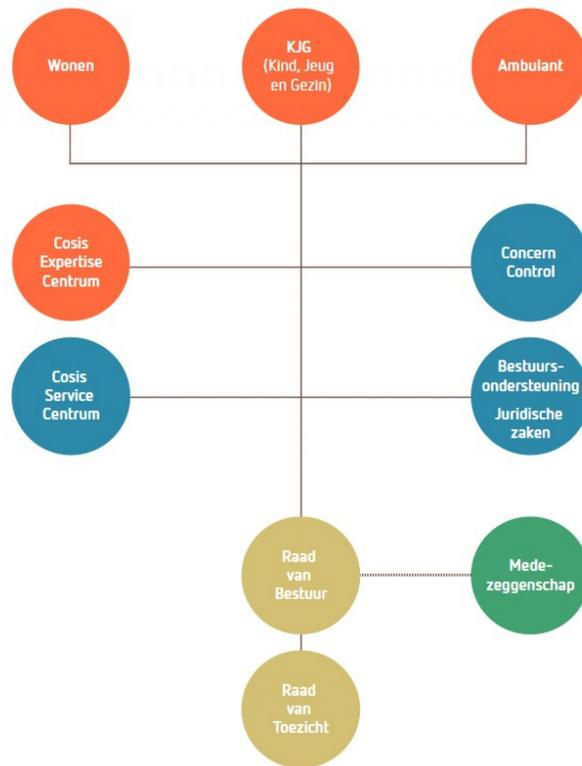 Wonen
KJG
(Kind, Jeug
en Gezin)
Ambulant
Cosis
Expertise
Centrum
Concern
Control
Cosis
Service
Centrum
Bestuurs-
ondersteuning
Juridische
zaken
Raad
van
Bestuur
Mede-
zeggenschap
Raad
van
Toezicht